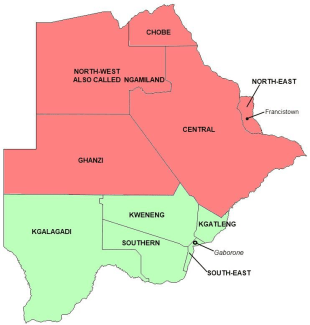 CHOBE
NORTH-WEST
ALSO CALLED NGAMILAND
NORTH-EAST
Francistown
CENTRAL
GHANZI
KWENENG
KGATLENG
KGALAGADI
SOUTHERN
Gaborone
SOUTH-EAST